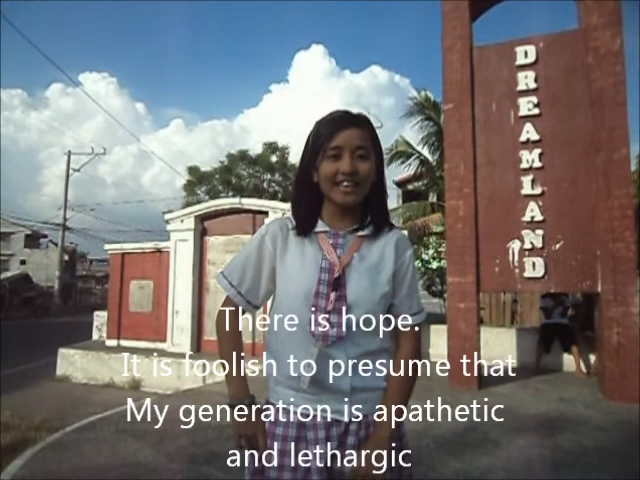 DREAMLAND
There is hope.
It is foolish to presume that
My generation is apathetic
and lethargic